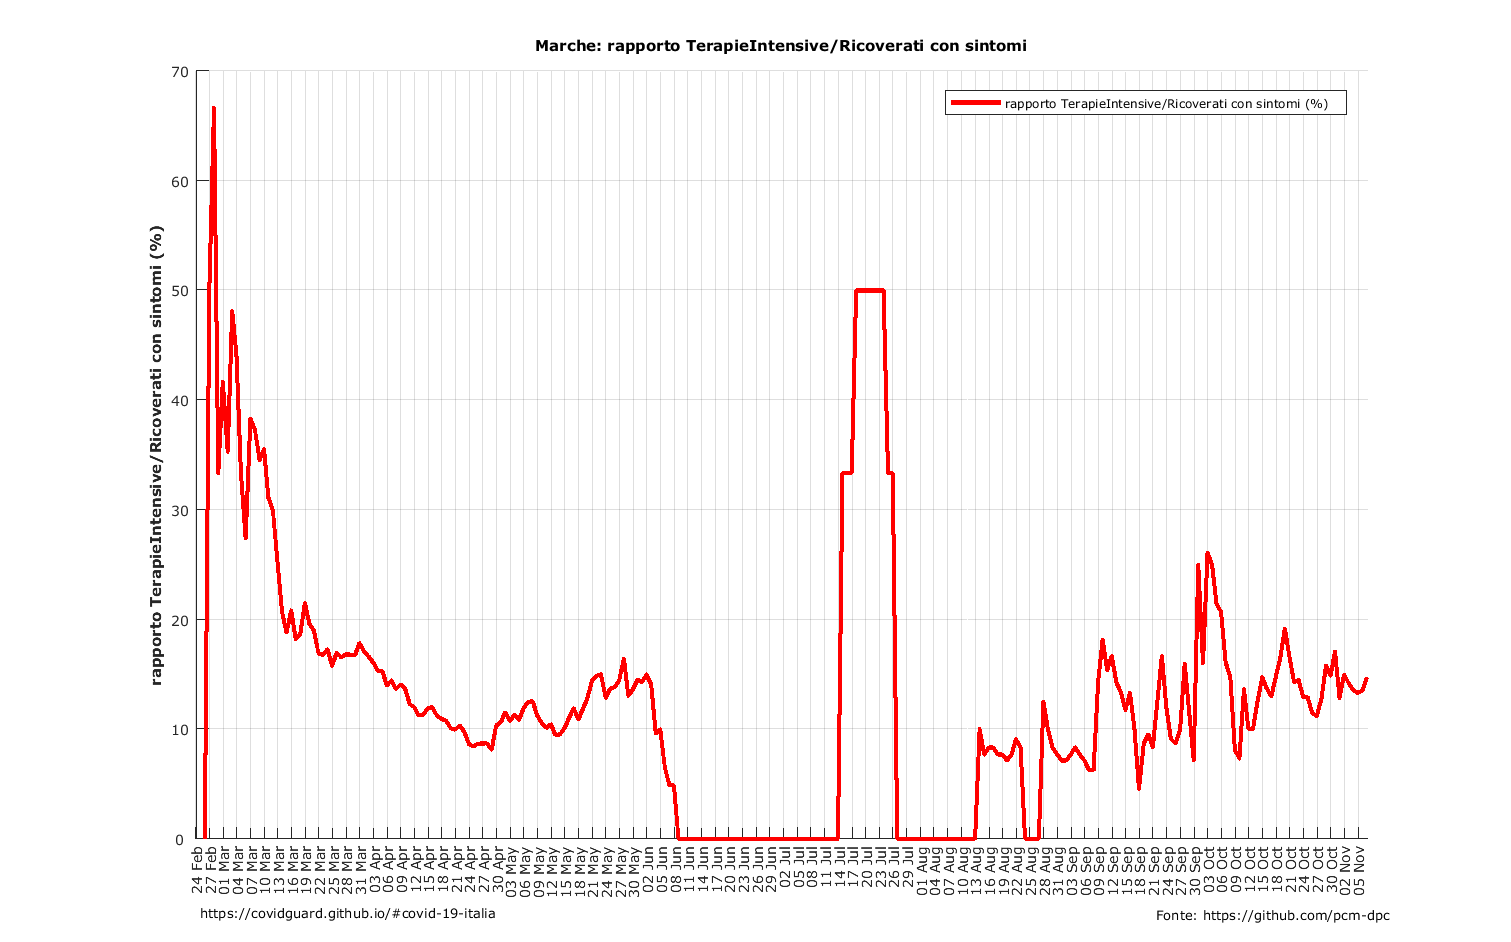 Marche: rapporto TerapieIntensive/Ricoverati con sintomi
rapporto TerapieIntensive/Ricoverati con sintomi (%)
rapporto TerapieIntensive/Ricoverati con sintomi (%)
70
60
50
40
30
20
10
0
24 Feb
27 Feb
01 Mar
04 Mar
07 Mar
10 Mar
13 Mar
16 Mar
19 Mar
22 Mar
25 Mar
28 Mar
31 Mar
03 Apr
06 Apr
09 Apr
12 Apr
15 Apr
18 Apr
21 Apr
24 Apr
27 Apr
30 Apr
03 May
06 May
09 May
12 May
15 May
18 May
21 May
24 May
27 May
30 May
02 Jun
05 Jun
08 Jun
11 Jun
14 Jun
17 Jun
20 Jun
23 Jun
26 Jun
29 Jun
02 Jul
05 Jul
08 Jul
11 Jul
14 Jul
17 Jul
20 Jul
23 Jul
26 Jul
29 Jul
01 Aug
04 Aug
07 Aug
10 Aug
13 Aug
16 Aug
19 Aug
22 Aug
25 Aug
28 Aug
31 Aug
03 Sep
06 Sep
09 Sep
12 Sep
15 Sep
18 Sep
21 Sep
24 Sep
27 Sep
30 Sep
03 Oct
06 Oct
09 Oct
12 Oct
15 Oct
18 Oct
21 Oct
24 Oct
27 Oct
30 Oct
02 Nov
05 Nov
https://covidguard.github.io/#covid-19-italia
Fonte: https://github.com/pcm-dpc